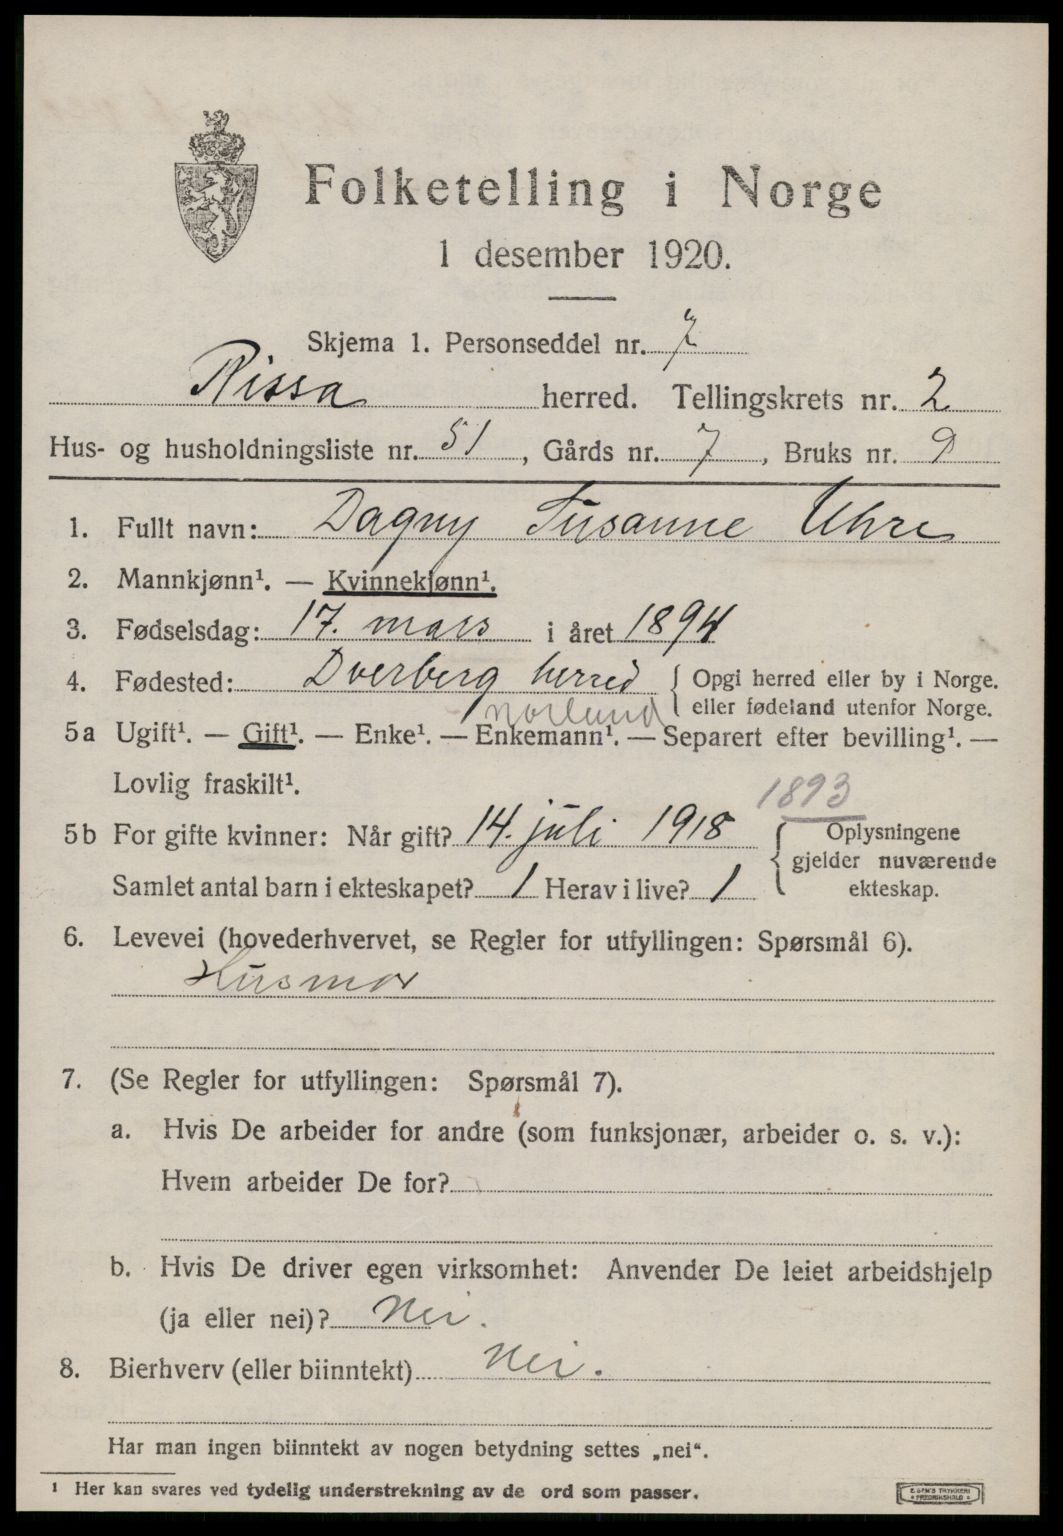 Folketelling i Norge
1 desember 1920.
Skjema 1. Personseddel nr. 7
Rissa herred. Tellingskrets nr. 2
Hus- og husholdningsliste nr. 51, Gårds nr. 7, Bruks nr. 9
1. Fullt navn: Dagny Susanne Uhre
2. Mannkjønn¹. — Kvinnekjønn¹.
3. Fødselsdag: 17. mars i året 1894
4. Fødested: Dverberg herred { Opgi herred eller by i Norge.
Norland eller fødeland utenfor Norge.
5a Ugift¹. — Gift¹. — Enke¹. — Enkemann¹. — Separert efter bevilling¹. —
Lovlig fraskilt¹.
1893
5b For gifte kvinner: Når gift? 14. juli 1918 { Oplysningene
gjelder nuværende
Samlet antal barn i ekteskapet? 1 Herav i live? 1 ekteskap.
6. Levevei (hovederhvervet, se Regler for utfyllingen: Spørsmål 6).
Husmor
7. (Se Regler for utfyllingen: Spørsmål 7).
a. Hvis De arbeider for andre (som funksjonær, arbeider o. s. v.):
Hvem arbeider De for?
b. Hvis De driver egen virksomhet: Anvender De leiet arbeidshjelp
(ja eller nei)? Nei.
8. Bierhverv (eller biinntekt) Nei.
Har man ingen biinntekt av nogen betydning settes „nei“.
¹ Her kan svares ved tydelig understrekning av de ord som passer.